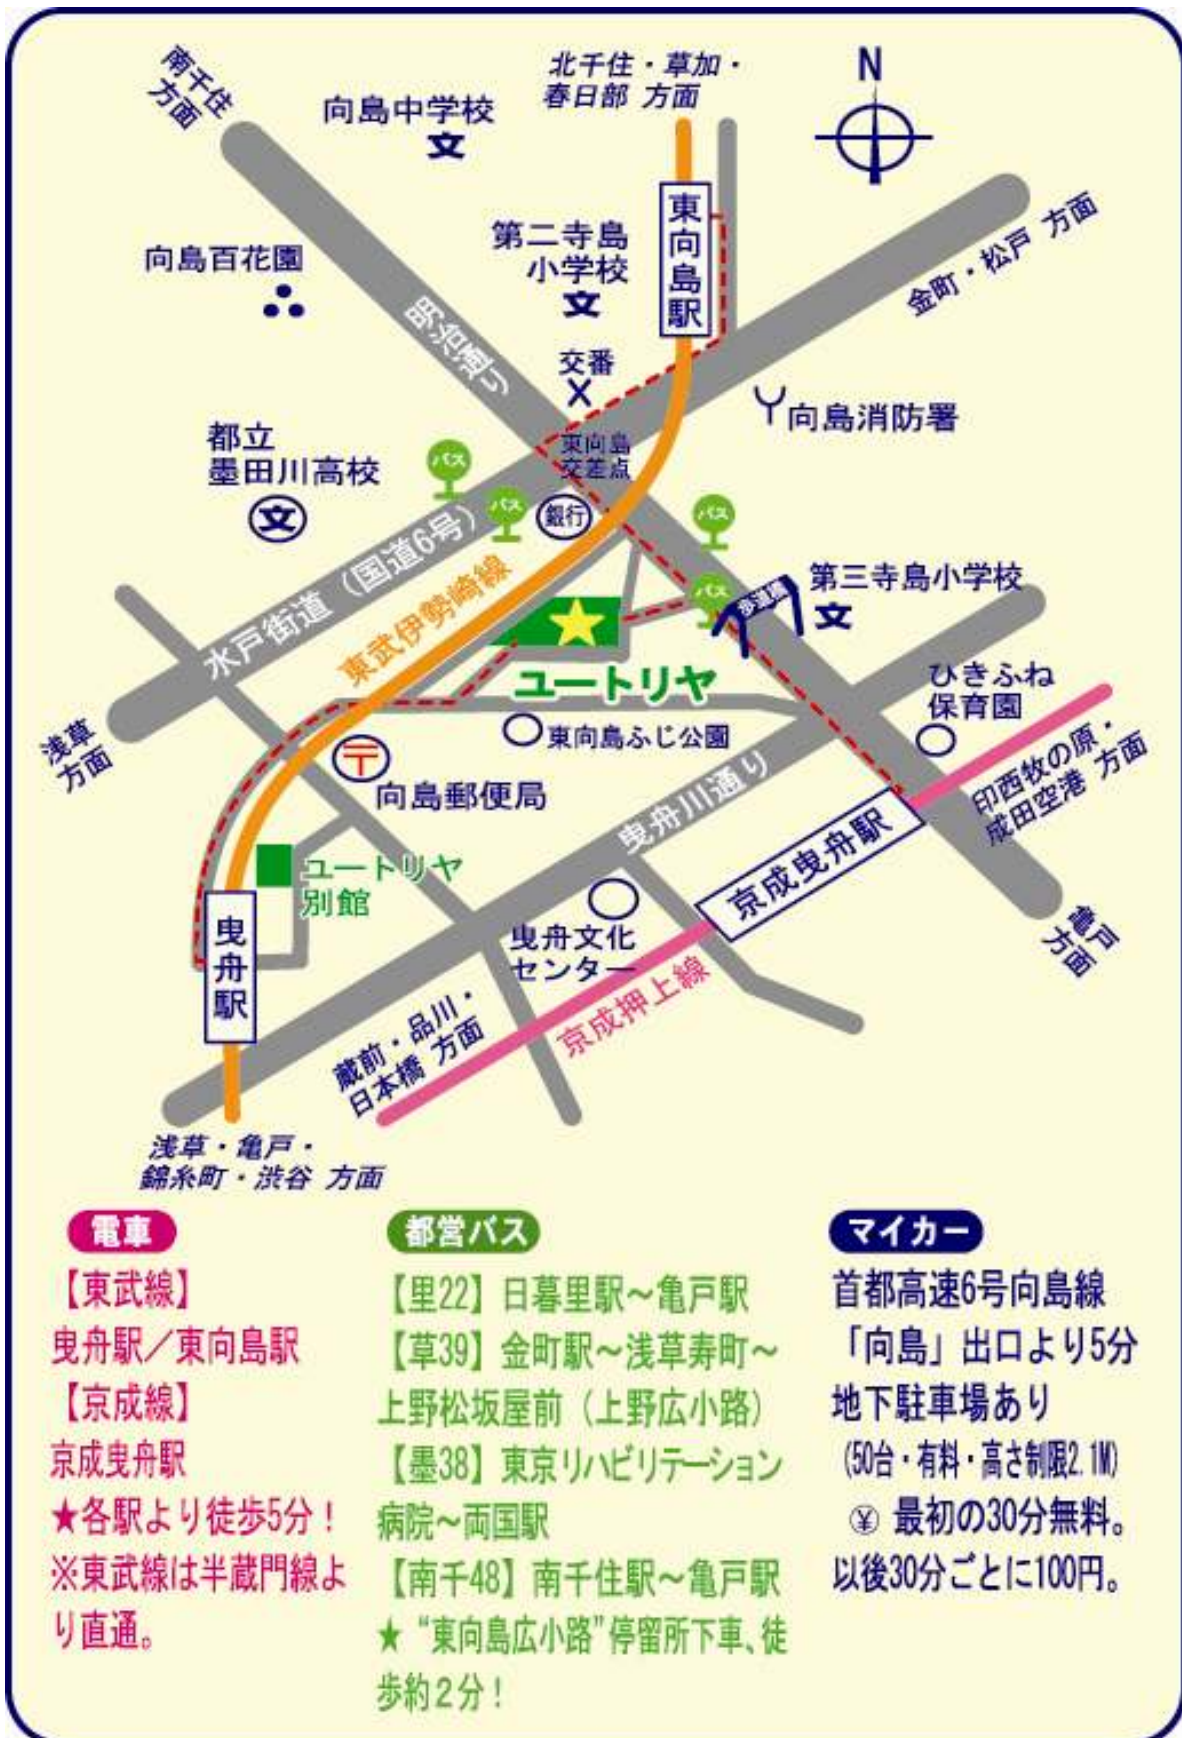 南千住
方面
向島中学校
文
北千住・草加・
春日部 方面
N
東向島駅
第二寺島
小学校
文
金町・松戸 方面
向島百花園
明治通り
交番
向島消防署
都立
墨田川高校
文
バス
東向島
交差点
バス
銀行
バス
水戸街道（国道6号）
東武伊勢崎線
バス
歩道橋
第三寺島小学校
文
ユートリヤ
ひきふね
保育園
浅草
方面
東向島ふじ公園
〒
向島郵便局
曳舟川通り
印西牧の原・
成田空港 方面
京成曳舟駅
ユートリヤ
別館
曳舟駅
曳舟文化
センター
亀戸
方面
京成押上線
蔵前・品川・
日本橋 方面
浅草・亀戸・
錦糸町・渋谷 方面
電車
【東武線】
曳舟駅／東向島駅
【京成線】
京成曳舟駅
★各駅より徒歩5分！
※東武線は半蔵門線よ
り直通。
都営バス
【里22】日暮里駅～亀戸駅
【草39】金町駅～浅草寿町～
上野松坂屋前（上野広小路）
【墨38】東京リハビリテーション
病院～両国駅
【南千48】南千住駅～亀戸駅
★“東向島広小路”停留所下車、徒
歩約２分！
マイカー
首都高速6号向島線
「向島」出口より5分
地下駐車場あり
（50台・有料・高さ制限2.1M）
¥ 最初の30分無料。
以後30分ごとに100円。